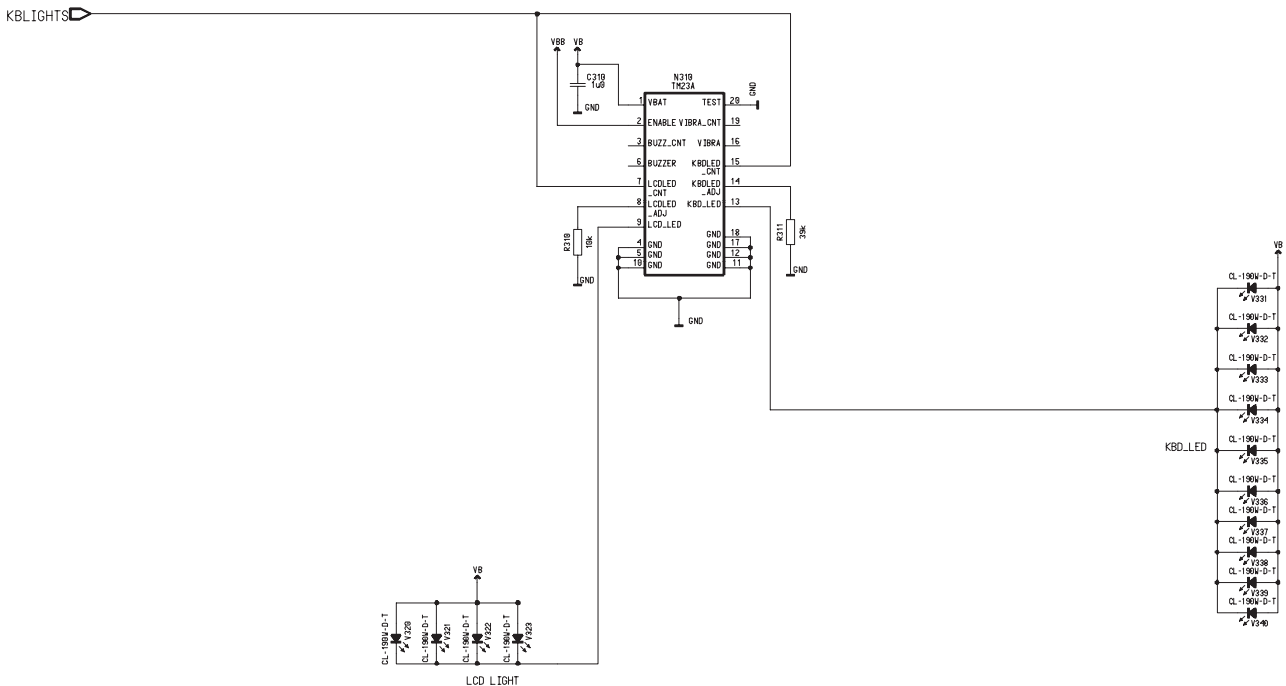 KBLIGHTS
VBB
VB
C310
1u0
GND
N310
TM23A
1 VBAT TEST 20
GND
2 ENABLE VIBRA_CNT 19
3 BUZZ_CNT VIBRA 16
6 BUZZER KBDLED 15
_CNT
7 LCDLED KBDLED 14
_CNT _ADJ
8 LCDLED KBD_LED 13
_ADJ
9 LCD_LED
GND 18
4 GND GND 17
5 GND GND 12
10 GND GND 11
R310
10k
GND
R311
39k
GND
GND
VB
CL-190W-D-T
V331
CL-190W-D-T
V332
CL-190W-D-T
V333
CL-190W-D-T
V334
KBD_LED
CL-190W-D-T
V335
CL-190W-D-T
V336
CL-190W-D-T
V337
CL-190W-D-T
V338
CL-190W-D-T
V339
CL-190W-D-T
V340
VB
CL-190W-D-T
V320
CL-190W-D-T
V321
CL-190W-D-T
V322
CL-190W-D-T
V323
LCD LIGHT